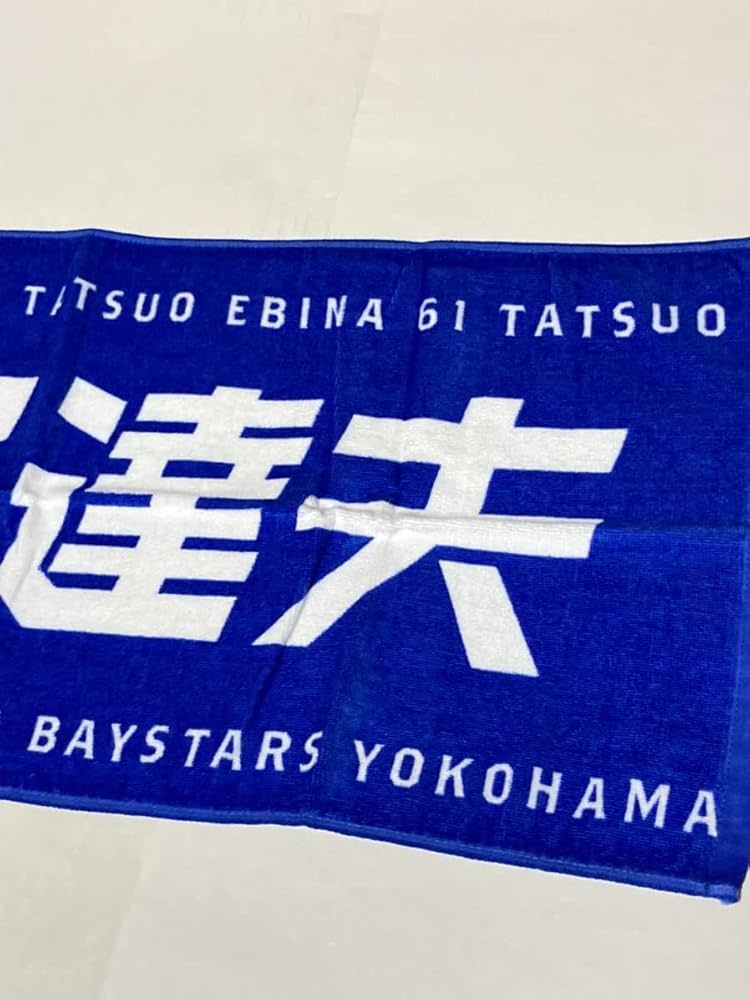 TATSUO EBINA 61 TATSUO
達夫
BAYSTARS YOKOHAMA